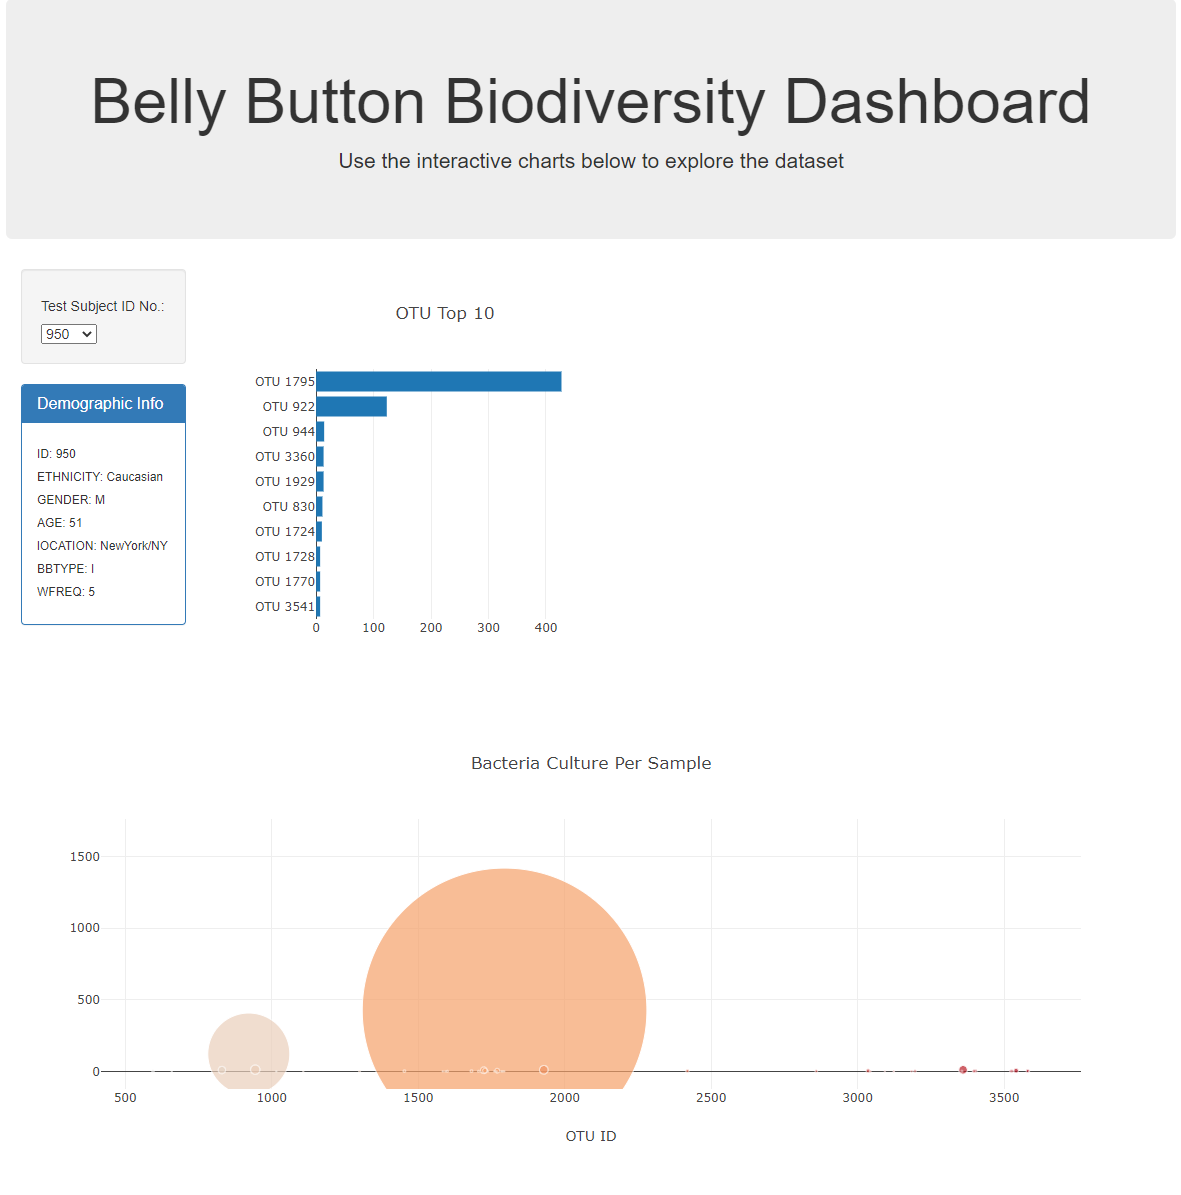 Belly Button Biodiversity Dashboard
Use the interactive charts below to explore the dataset
Test Subject ID No.:
950
Demographic Info
ID: 950
ETHNICITY: Caucasian
GENDER: M
AGE: 51
lOCATION: NewYork/NY
BBTYPE: I
WFREQ: 5
OTU Top 10
OTU 1795
OTU 922
OTU 944
OTU 3360
OTU 1929
OTU 830
OTU 1724
OTU 1728
OTU 1770
OTU 3541
0 100 200 300 400
Bacteria Culture Per Sample
1500
1000
500
0
500 1000 1500 2000 2500 3000 3500
OTU ID